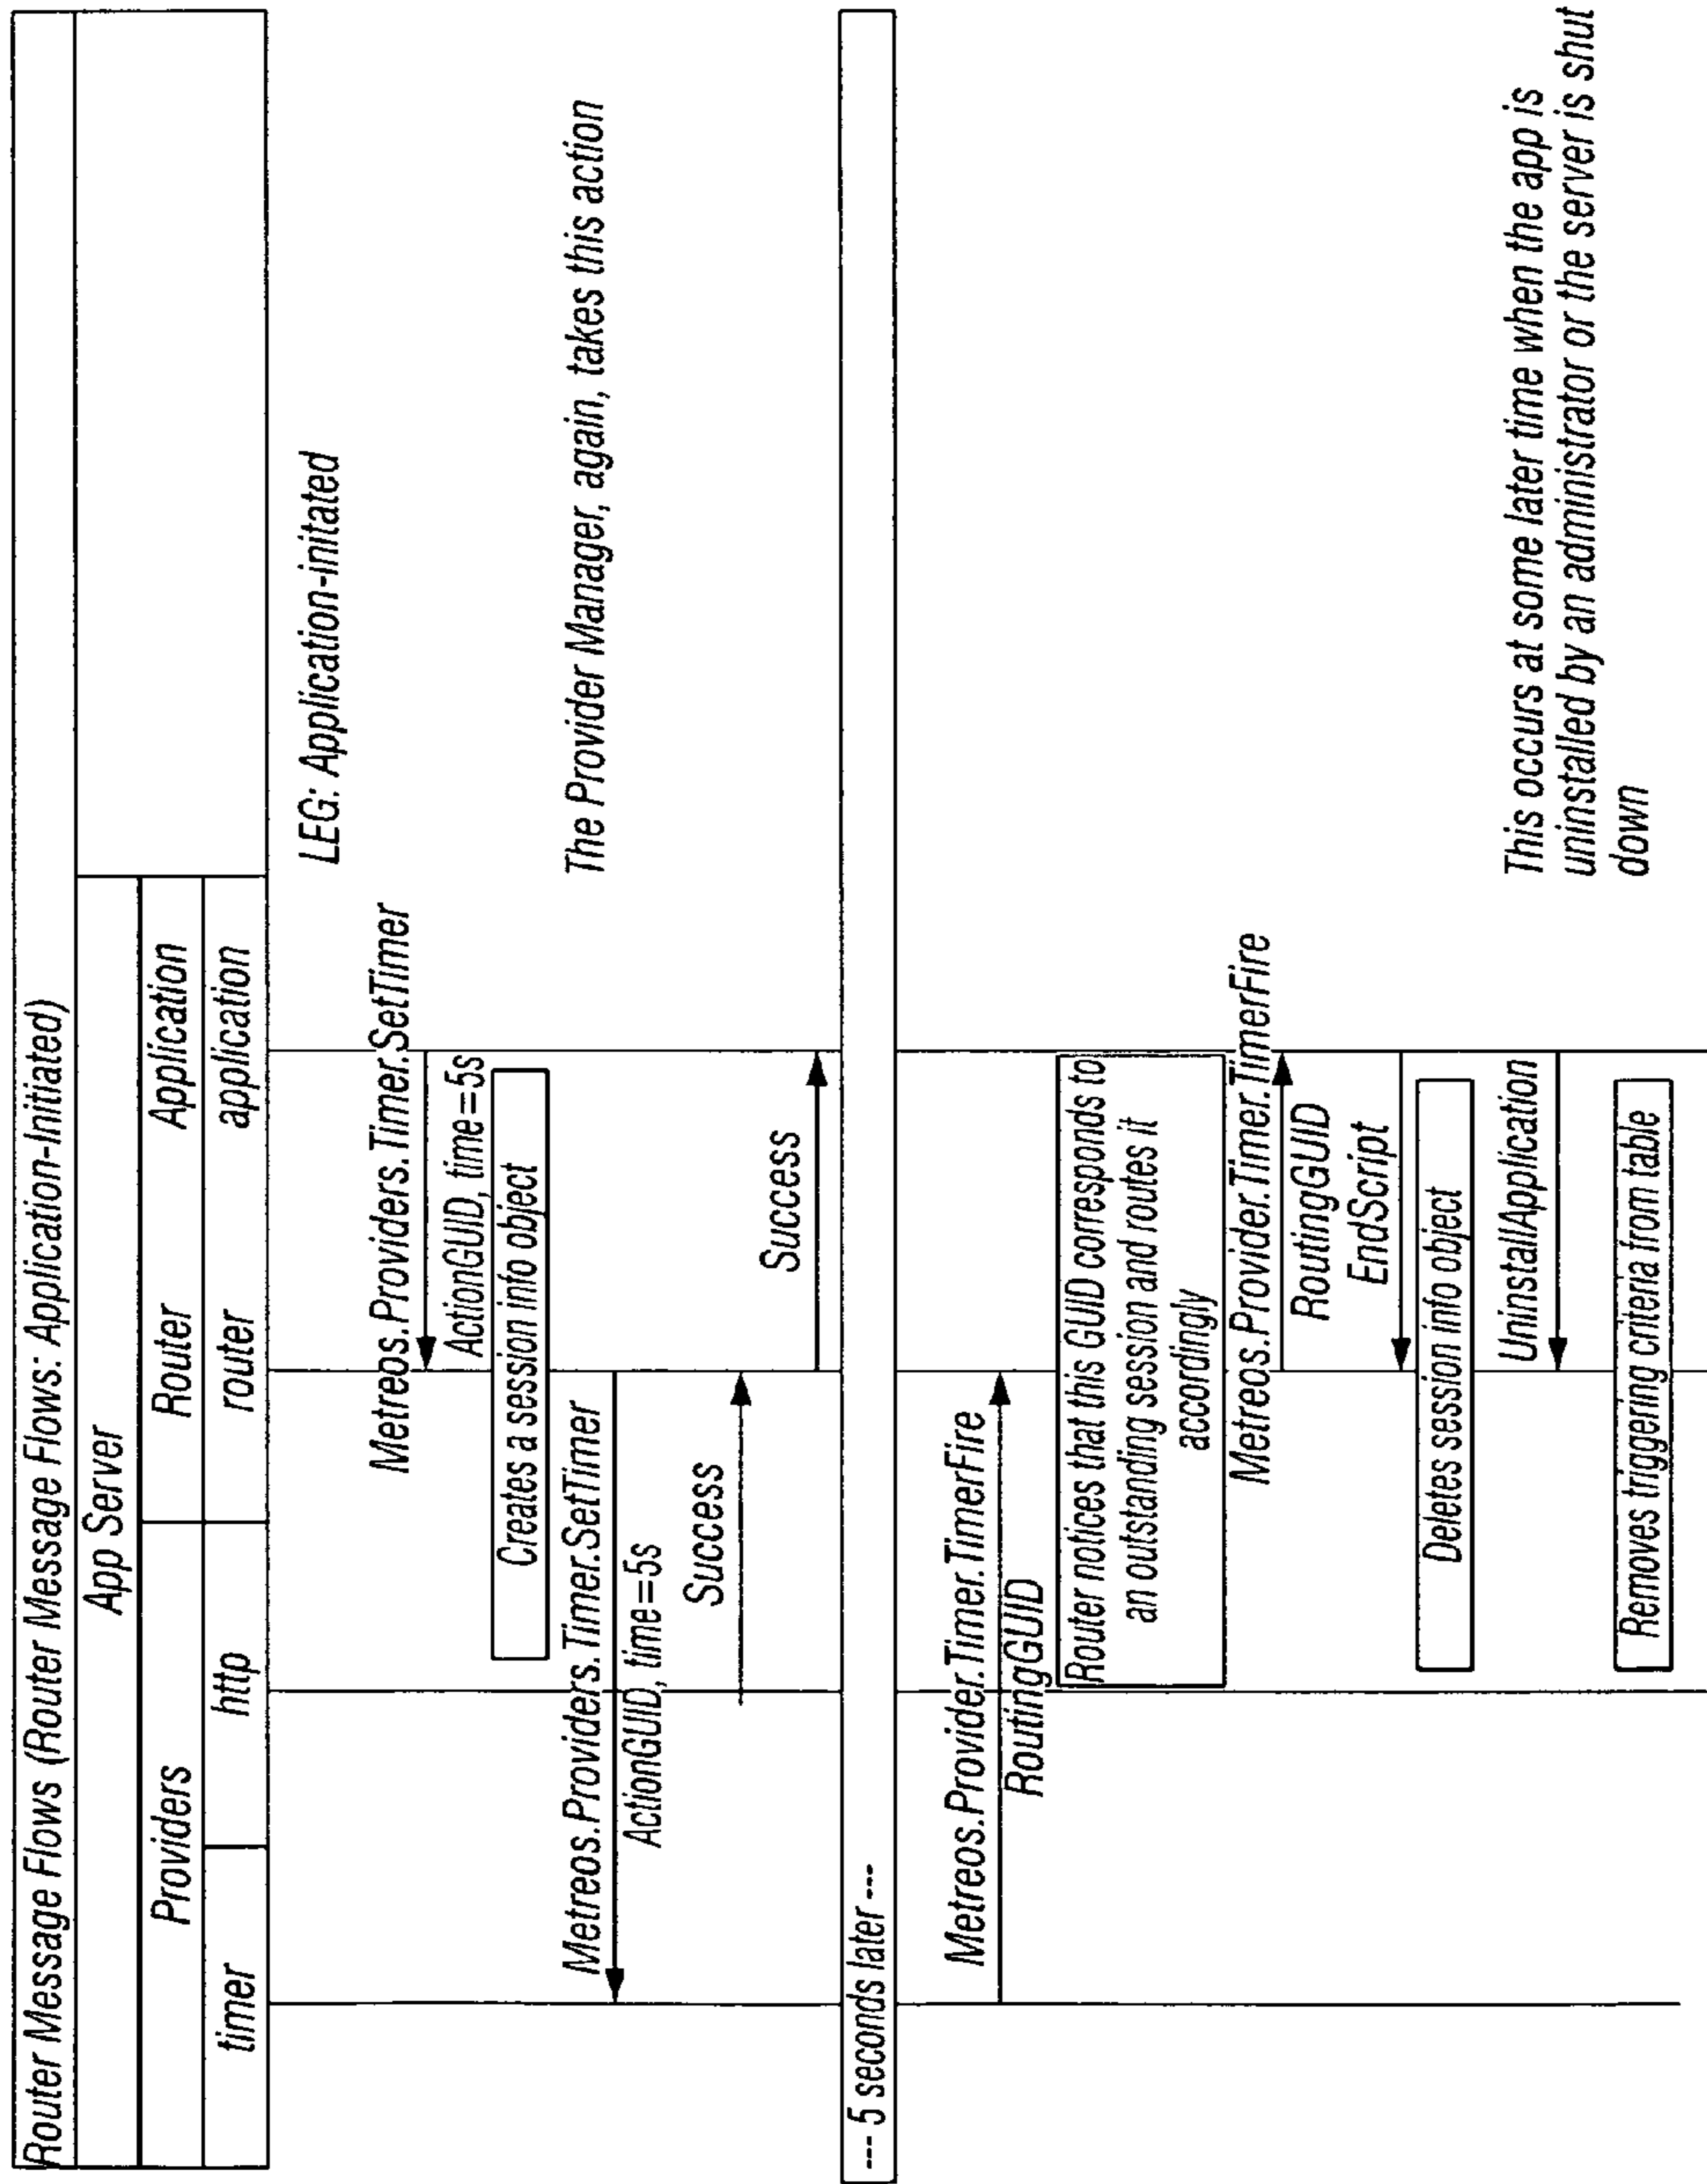 Router Message Flows (Router Message Flows: Application-Initiated)
App Server
Providers
Router
Application
timer
http
router
application
LEG: Application-initated
Metreos.Providers.Timer.SetTimer
ActionGUID, time=5s
Creates a session info object
Metreos.Providers.Timer.SetTimer
The Provider Manager, again, takes this action
ActionGUID, time=5s
Success
Success
--- 5 seconds later ---
Metreos.Provider.Timer.TimerFire
RoutingGUID
Router notices that this GUID corresponds to
an outstanding session and routes it
accordingly
Metreos.Provider.Timer.TimerFire
RoutingGUID
EndScript
Deletes session info object
UninstallApplication
This occurs at some later time when the app is
uninstalled by an administrator or the server is shut
down
Removes triggering criteria from table